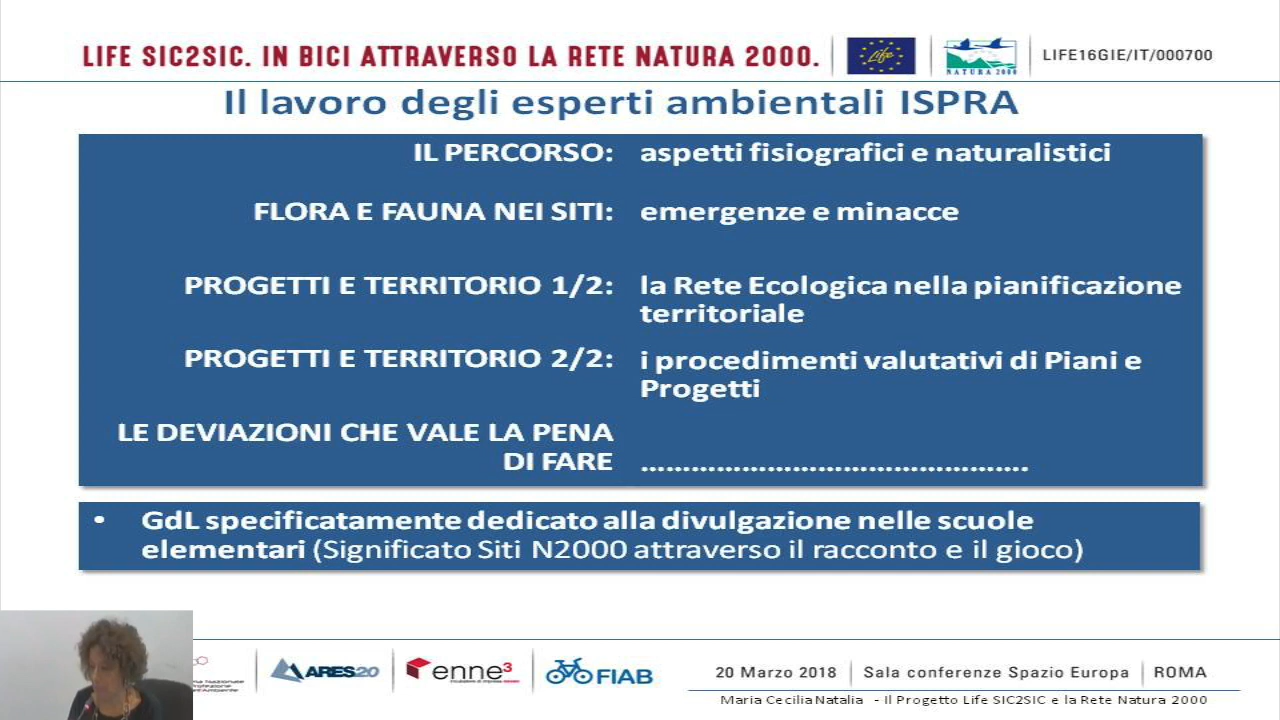 LIFE SIC2SIC. IN BICI ATTRAVERSO LA RETE NATURA 2000.
Life
NATURA 2000
LIFE16GIE/IT/000700
Il lavoro degli esperti ambientali ISPRA
IL PERCORSO: aspetti fisiografici e naturalistici
FLORA E FAUNA NEI SITI: emergenze e minacce
PROGETTI E TERRITORIO 1/2: la Rete Ecologica nella pianificazione
territoriale
PROGETTI E TERRITORIO 2/2: i procedimenti valutativi di Piani e
Progetti
LE DEVIAZIONI CHE VALE LA PENA
DI FARE ...............................................
• GdL specificatamente dedicato alla divulgazione nelle scuole
elementari (Significato Siti N2000 attraverso il racconto e il gioco)
ARES20
enne3
FIAB
20 Marzo 2018 | Sala conferenze Spazio Europa | ROMA
Maria Cecilia Natalia - Il Progetto Life SIC2SIC e la Rete Natura 2000